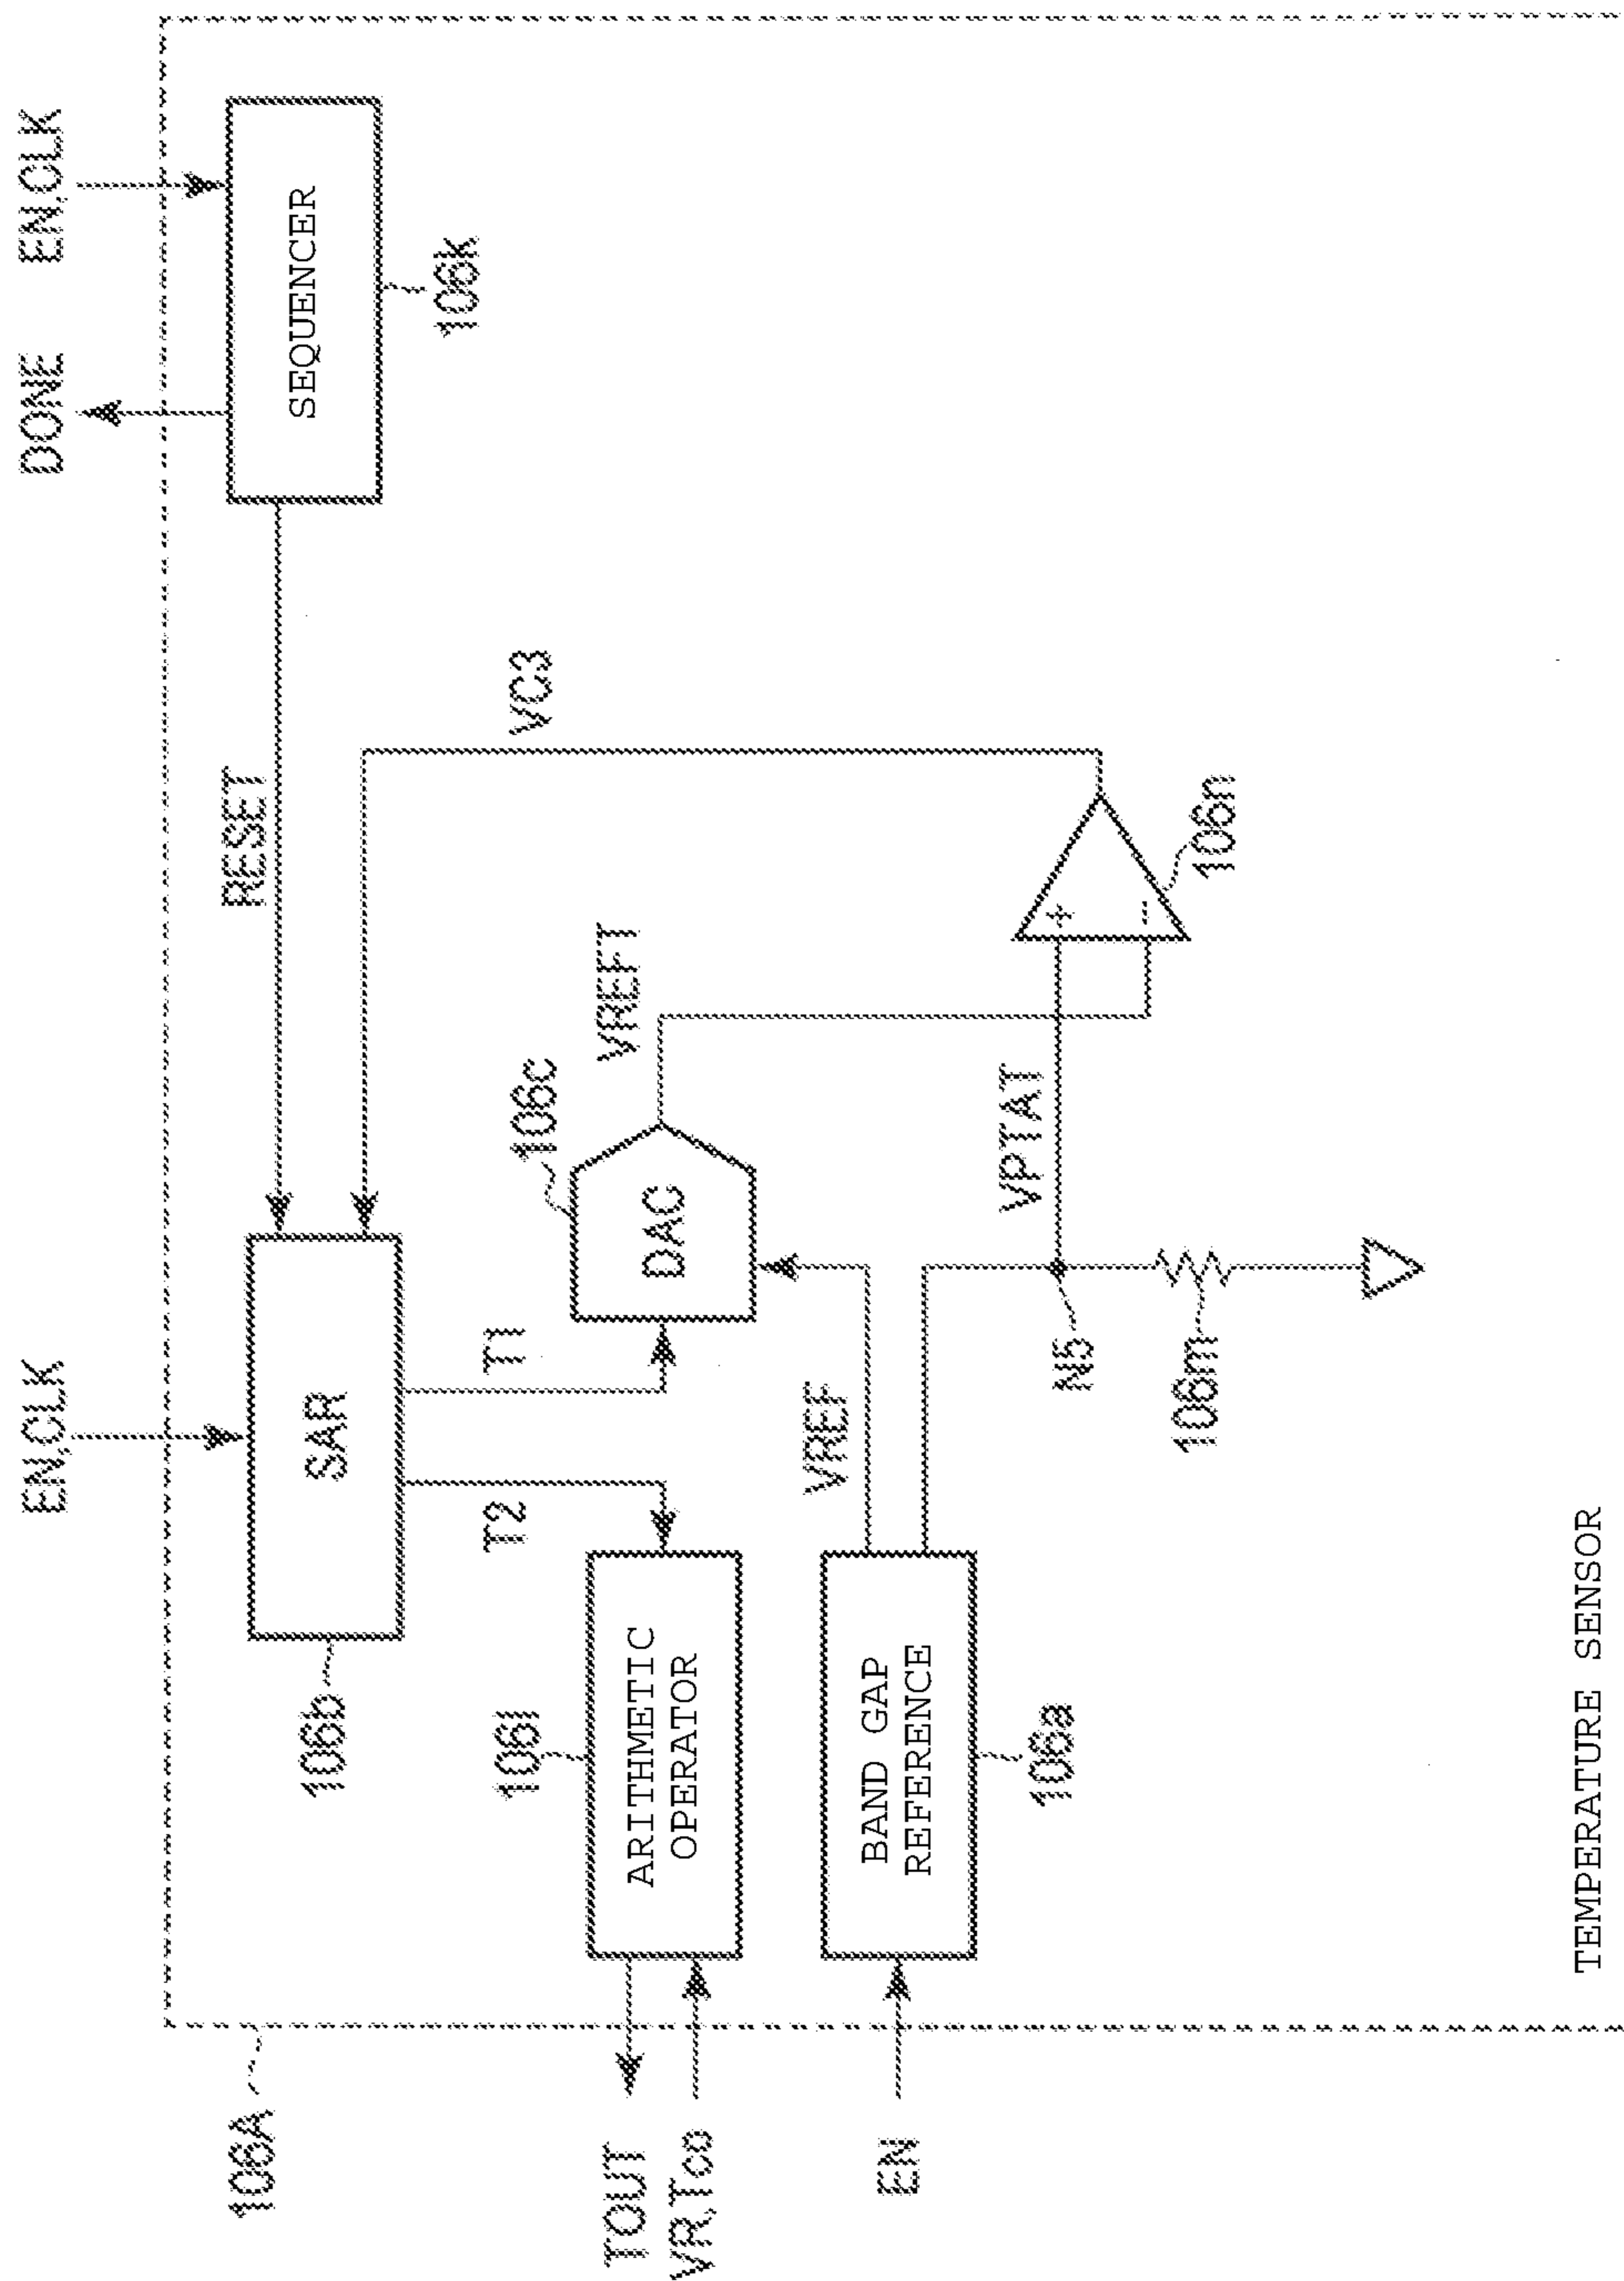 106A
EN,CLK
DONE
EN,CLK
106b
SAR
RESET
SEQUENCER
106k
T2
T1
VC3
TOUT
VR,Tco
106l
ARITHMETIC
OPERATOR
106c
DAC
VREFT
EN
BAND GAP
REFERENCE
106a
VREF
VPTAT
N5
106m
+
-
106n
TEMPERATURE SENSOR